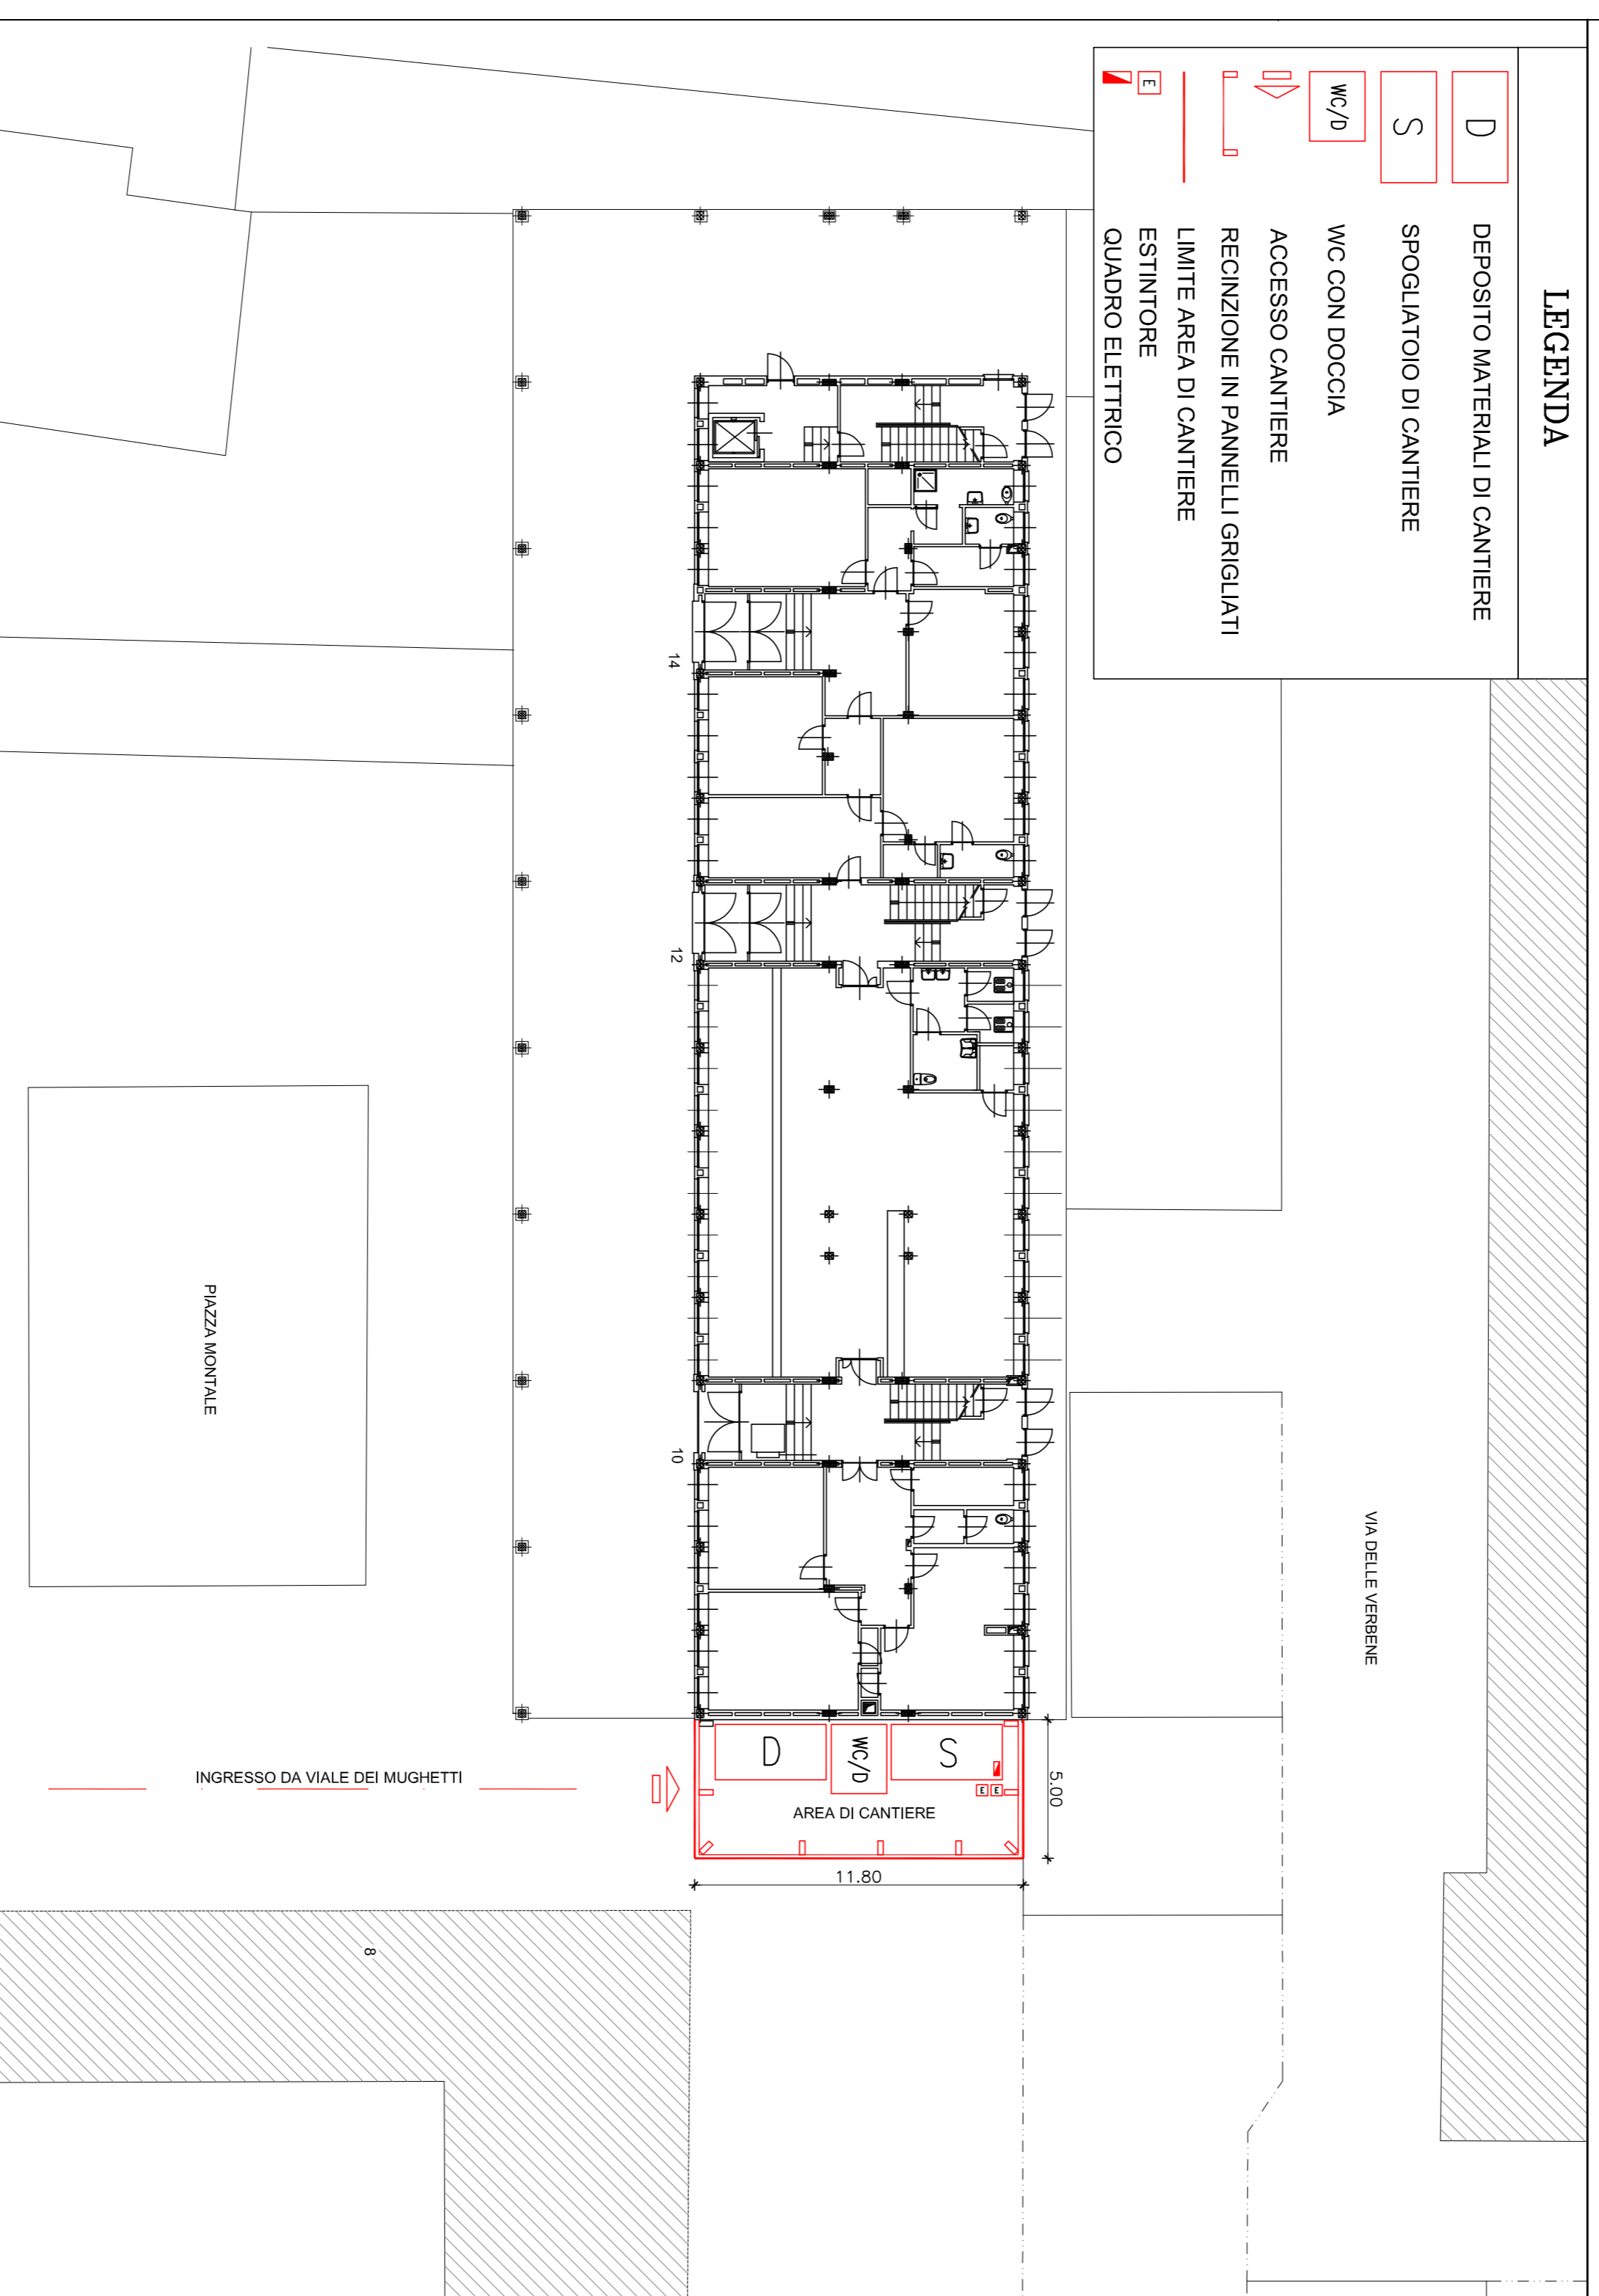 LEGENDA
D
DEPOSITO MATERIALI DI CANTIERE
S
SPOGLIATOIO DI CANTIERE
WC/D
WC CON DOCCIA
ACCESSO CANTIERE
RECINZIONE IN PANNELLI GRIGLIATI
LIMITE AREA DI CANTIERE
E
ESTINTORE
QUADRO ELETTRICO
VIA DELLE VERBENE
14
12
10
PIAZZA MONTALE
INGRESSO DA VIALE DEI MUGHETTI
D
WC/D
S
E
E
AREA DI CANTIERE
5.00
11.80
8